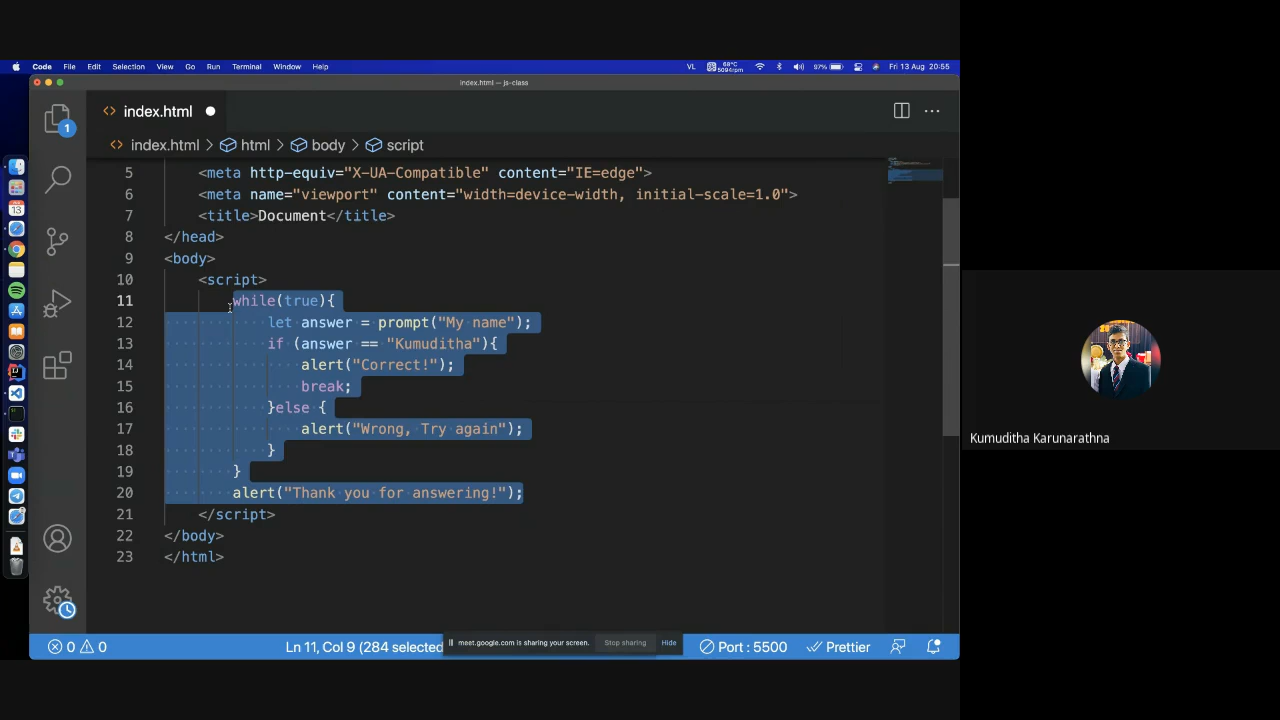 Code File Edit Selection View Go Run Terminal Window Help VL 68°C 5094rpm 97% Fri 13 Aug 20:55
index.html — js-class
index.html
index.html > html > body > script
5 <meta http-equiv="X-UA-Compatible" content="IE=edge">
6 <meta name="viewport" content="width=device-width, initial-scale=1.0">
7 <title>Document</title>
8 </head>
9 <body>
10 <script>
11 while(true){
12 let answer = prompt("My name");
13 if (answer == "Kumuditha"){
14 alert("Correct!");
15 break;
16 }else {
17 alert("Wrong, Try again");
18 }
19 }
20 alert("Thank you for answering!");
21 </script>
22 </body>
23 </html>
1
13
Kumuditha Karunarathna
0 0 Ln 11, Col 9 (284 selected
meet.google.com is sharing your screen. Stop sharing Hide
Port : 5500 Prettier